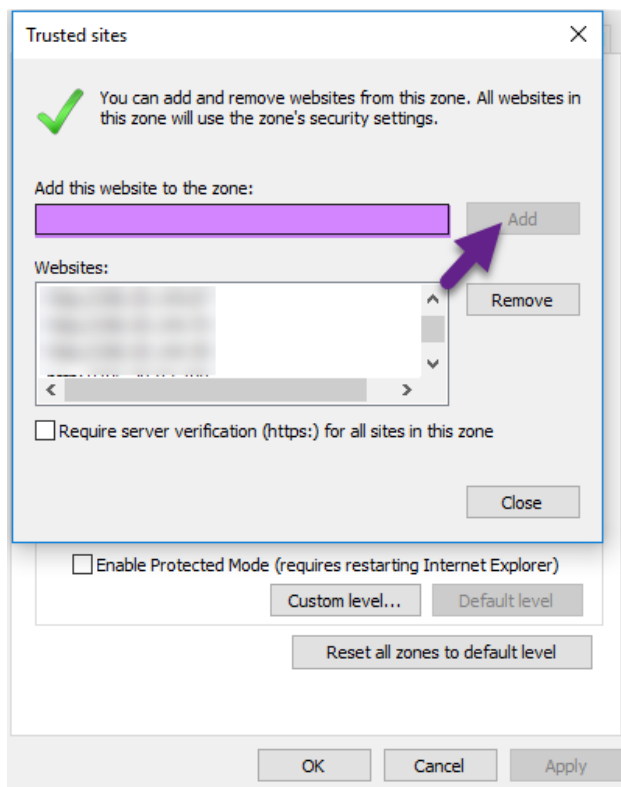 Trusted sites
You can add and remove websites from this zone. All websites in
this zone will use the zone's security settings.
Add this website to the zone:
Add
Websites:
Remove
Require server verification (https:) for all sites in this zone
Close
Enable Protected Mode (requires restarting Internet Explorer)
Custom level...
Default level
Reset all zones to default level
OK
Cancel
Apply